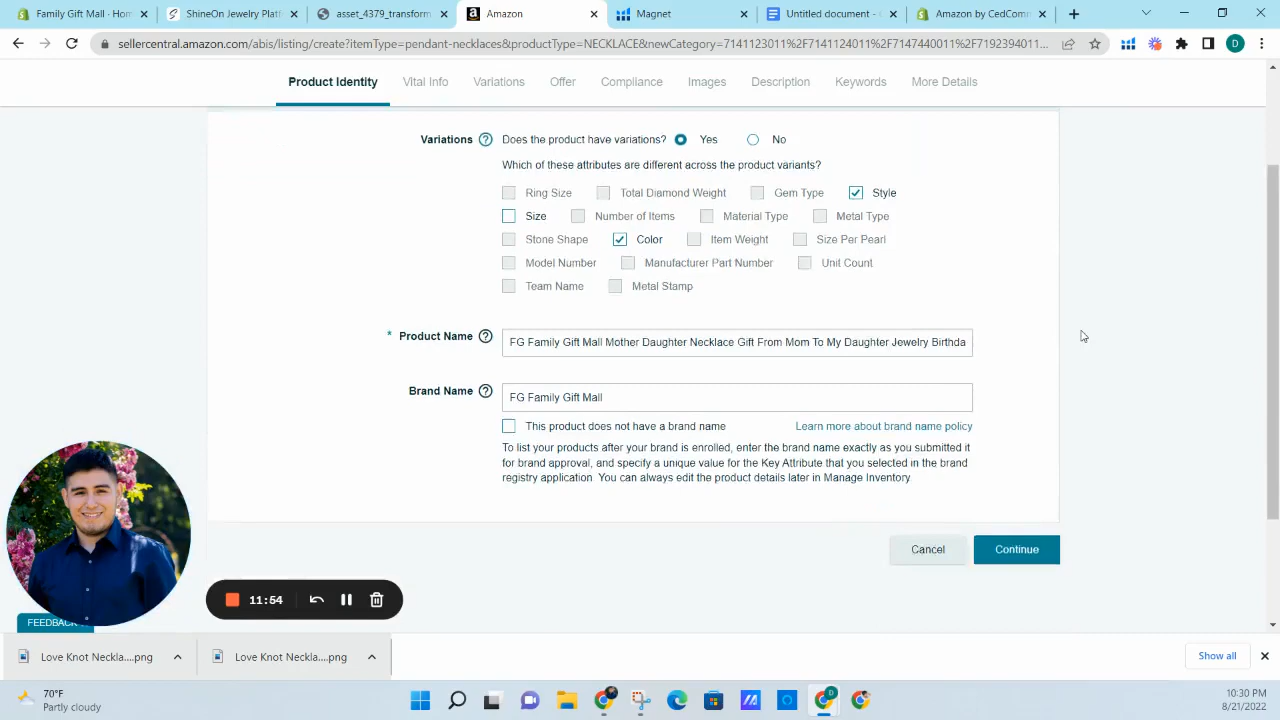 Family Gift Mall · Home
ShineOn Jewelry Platf
asset_4379_transform
Amazon
Magnet
Untitled document -
Amazon by CedComm
sellercentral.amazon.com/abis/listing/create?itemType=pendant-necklaces&productType=NECKLACE&newCategory=7141123011%2F7141124011%2F7147440011%2F7192394011...
Product Identity Vital Info Variations Offer Compliance Images Description Keywords More Details
Variations Does the product have variations? Yes No
Which of these attributes are different across the product variants?
Ring Size Total Diamond Weight Gem Type Style
Size Number of Items Material Type Metal Type
Stone Shape Color Item Weight Size Per Pearl
Model Number Manufacturer Part Number Unit Count
Team Name Metal Stamp
* Product Name FG Family Gift Mall Mother Daughter Necklace Gift From Mom To My Daughter Jewelry Birthda
Brand Name FG Family Gift Mall
This product does not have a brand name Learn more about brand name policy
To list your products after your brand is enrolled, enter the brand name exactly as you submitted it
for brand approval, and specify a unique value for the Key Attribute that you selected in the brand
registry application. You can always edit the product details later in Manage Inventory.
Cancel Continue
11:54
FEEDBACK
Love Knot Neckla....png Love Knot Neckla....png Show all
70°F
Partly cloudy
10:30 PM
8/21/2022